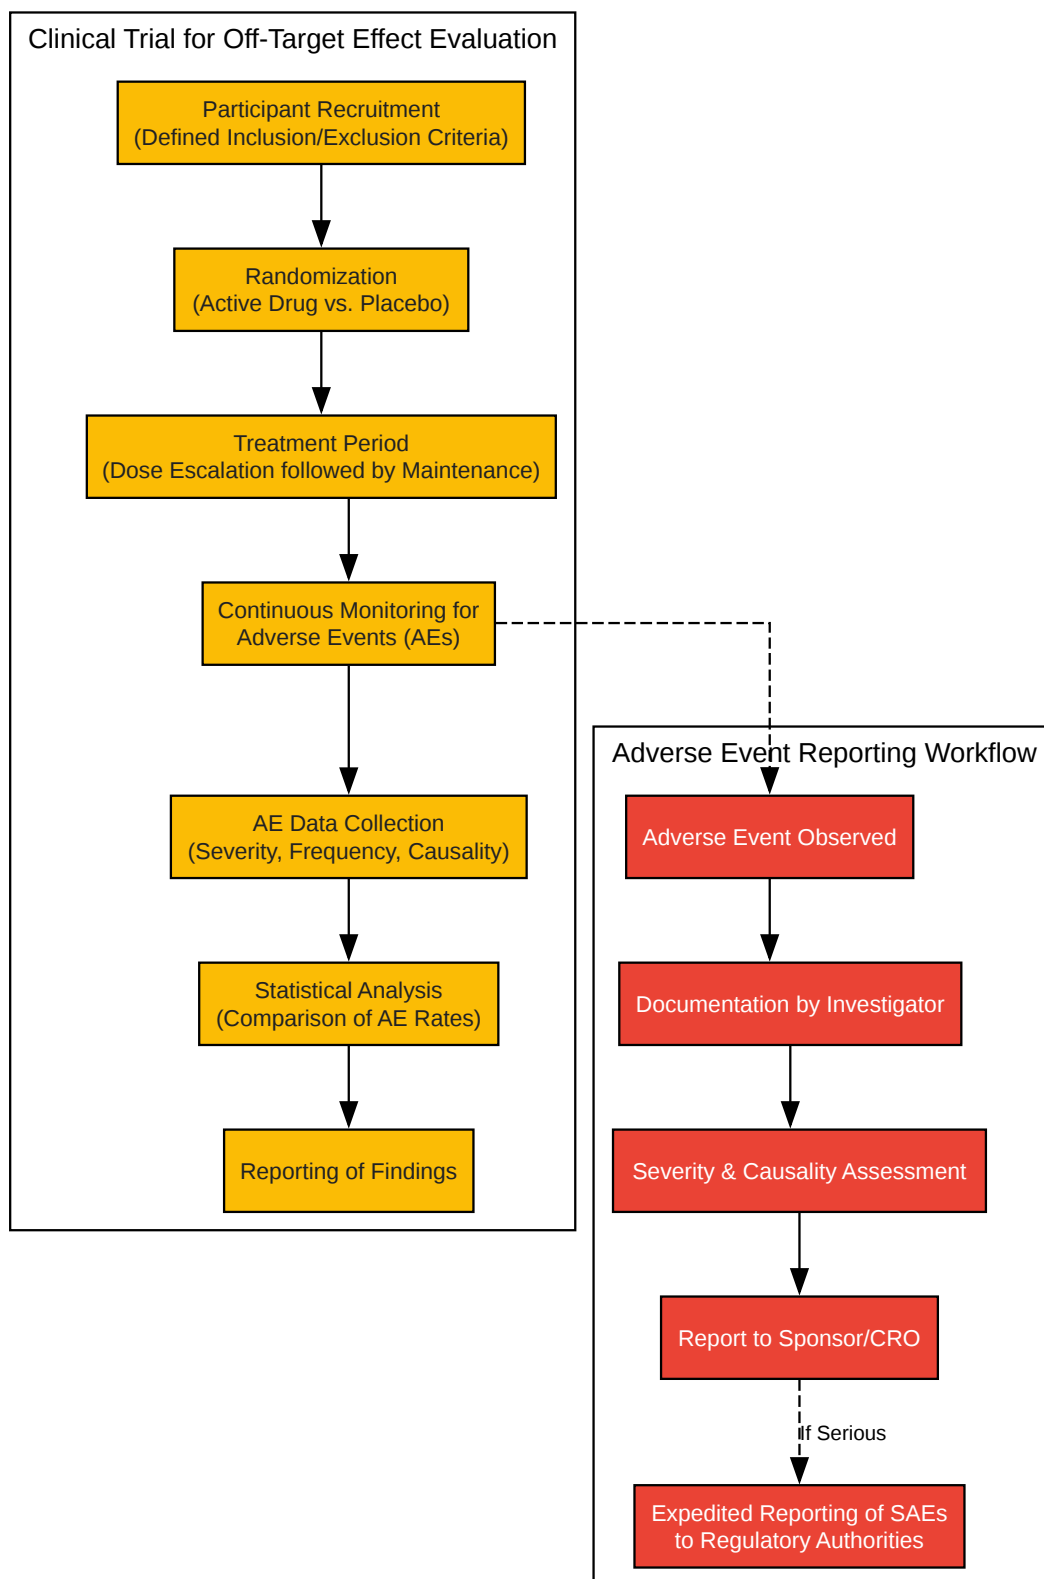 Clinical Trial for Off-Target Effect Evaluation
Participant Recruitment
(Defined Inclusion/Exclusion Criteria)
Randomization
(Active Drug vs. Placebo)
Treatment Period
(Dose Escalation followed by Maintenance)
Continuous Monitoring for
Adverse Events (AEs)
AE Data Collection
(Severity, Frequency, Causality)
Statistical Analysis
(Comparison of AE Rates)
Reporting of Findings
Adverse Event Reporting Workflow
Adverse Event Observed
Documentation by Investigator
Severity & Causality Assessment
Report to Sponsor/CRO
If Serious
Expedited Reporting of SAEs
to Regulatory Authorities